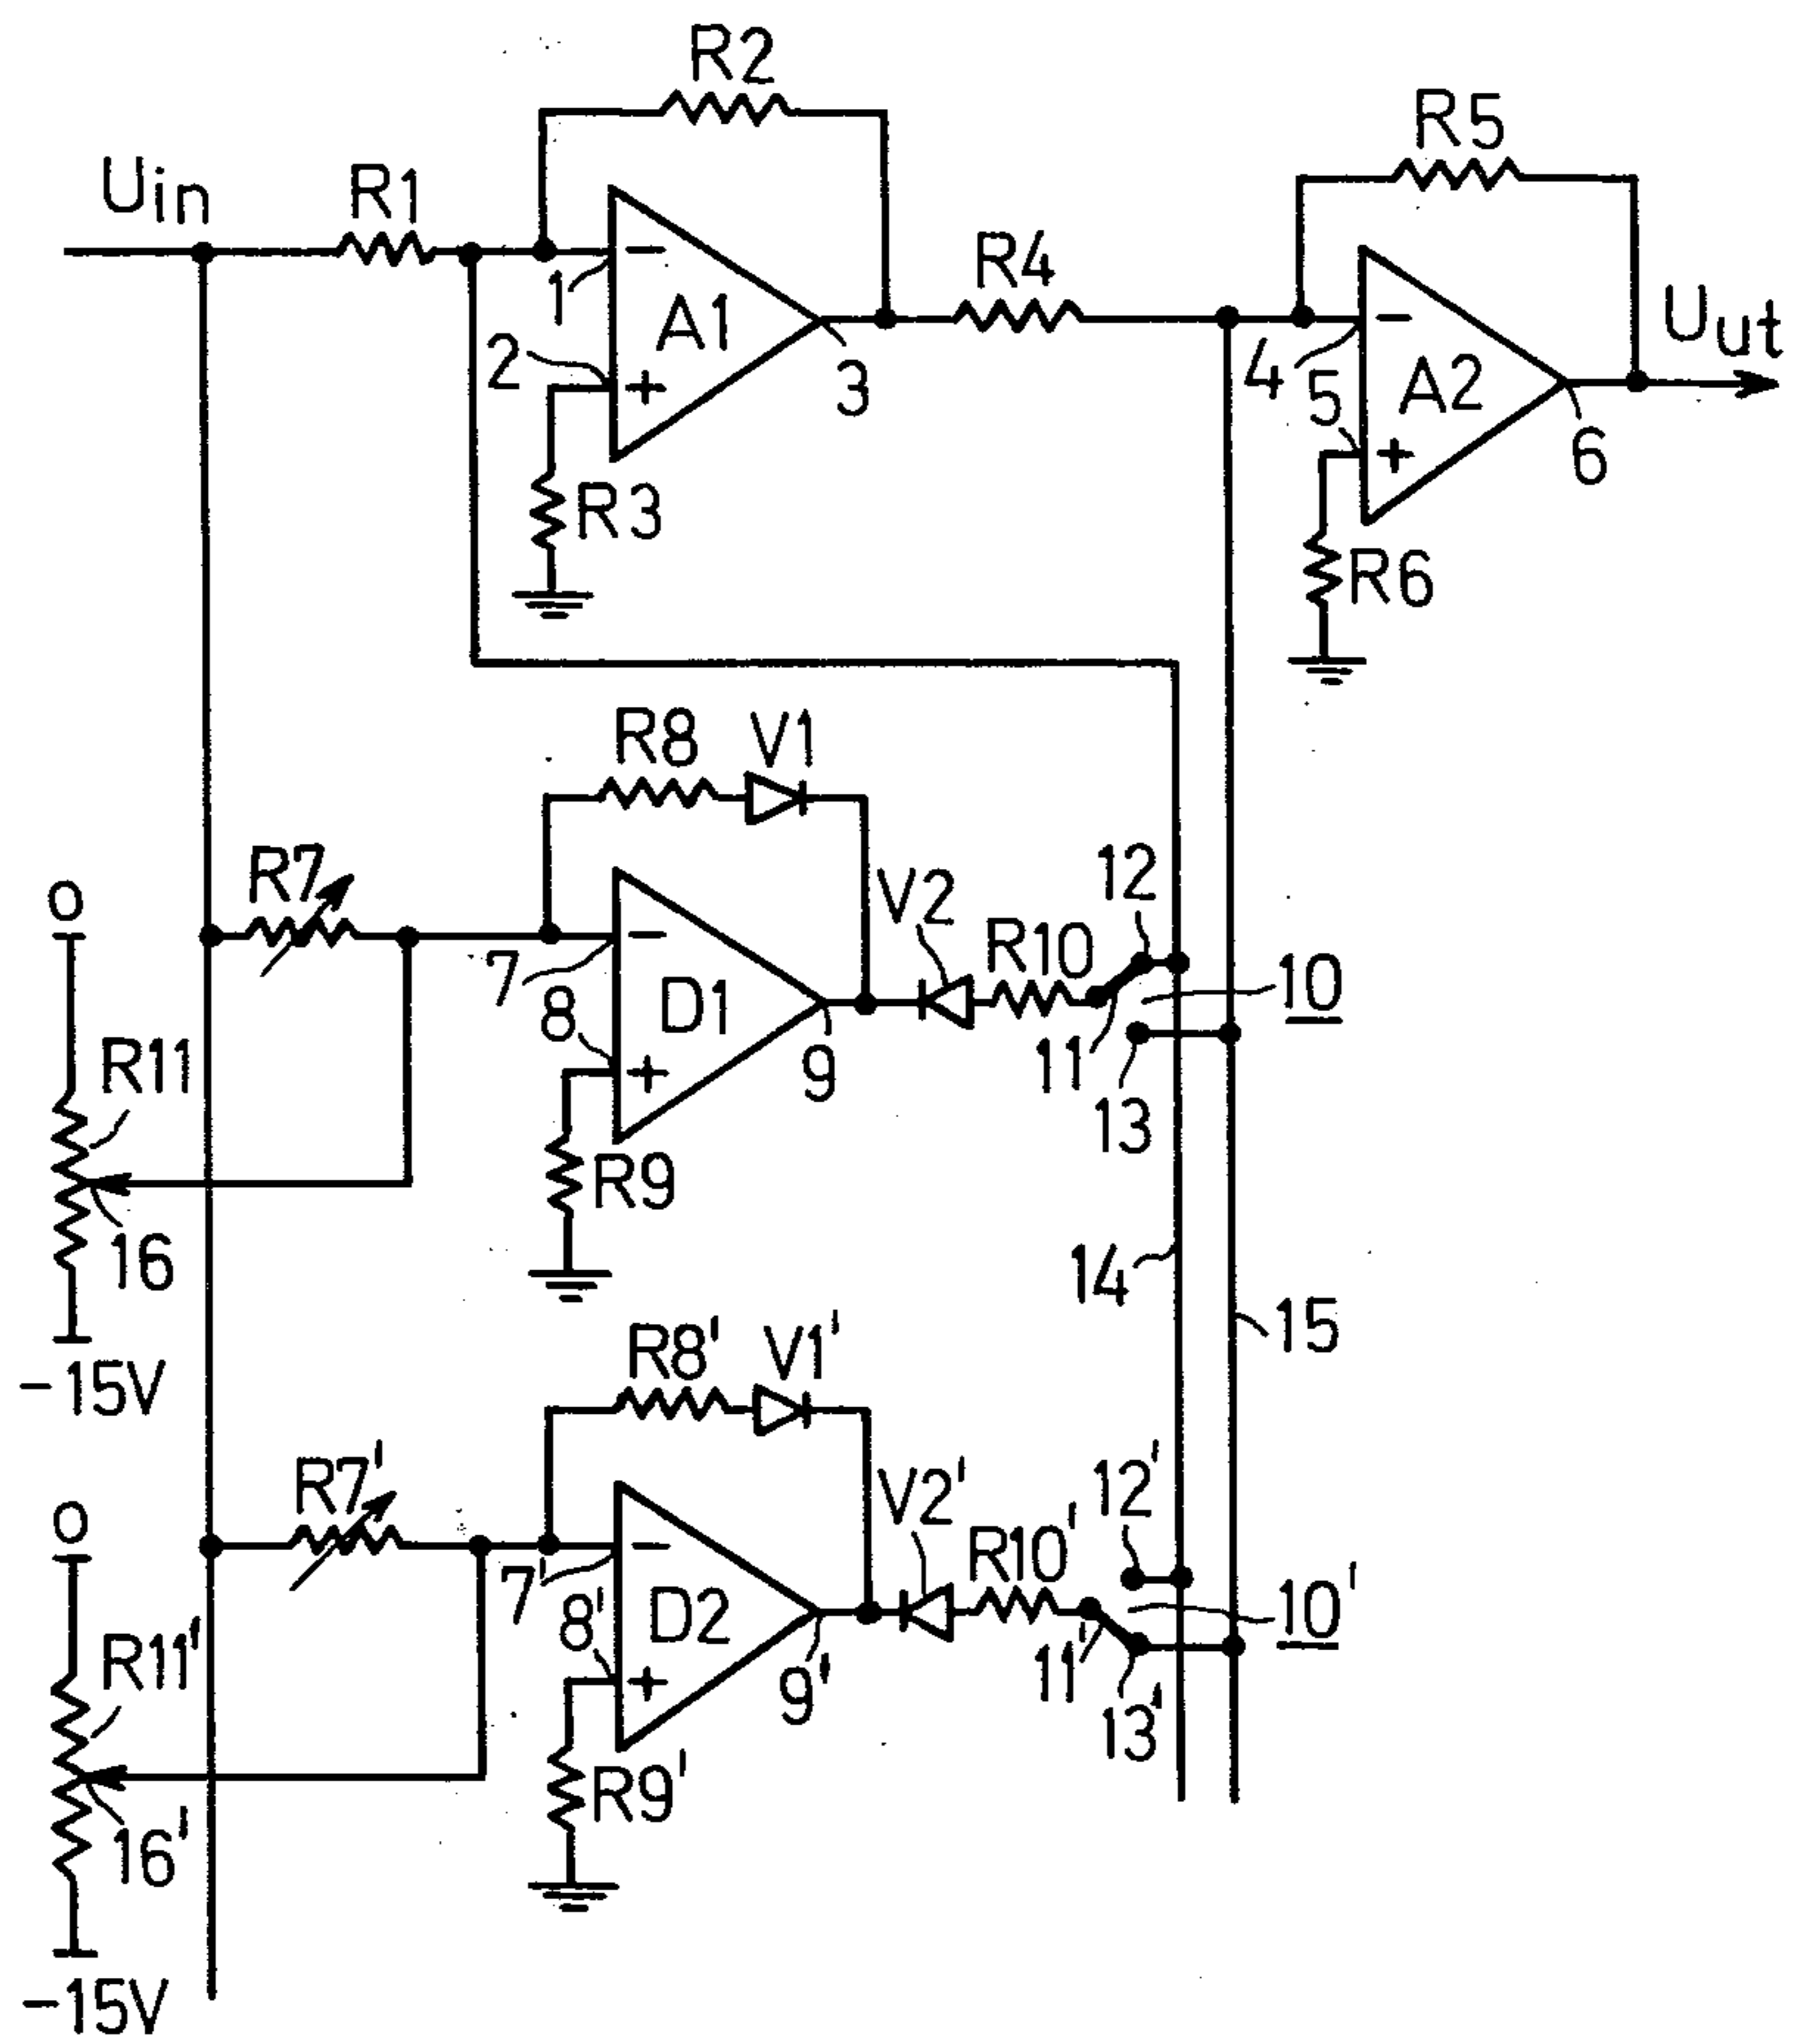 R2
R5
Uin
R1
R4
Uut
−
1
A1
2
+
3
−
4
5
A2
+
6
R3
R6
R8
V1
R7
12
V2
R10
o
−
7
10
8
D1
R11
+
9
11
13
R9
16
14
15
−15V
R8'
V1'
R7'
12'
V2'
R10'
o
−
7'
10'
8'
D2
R11'
+
9'
11'
13'
R9'
16'
−15V